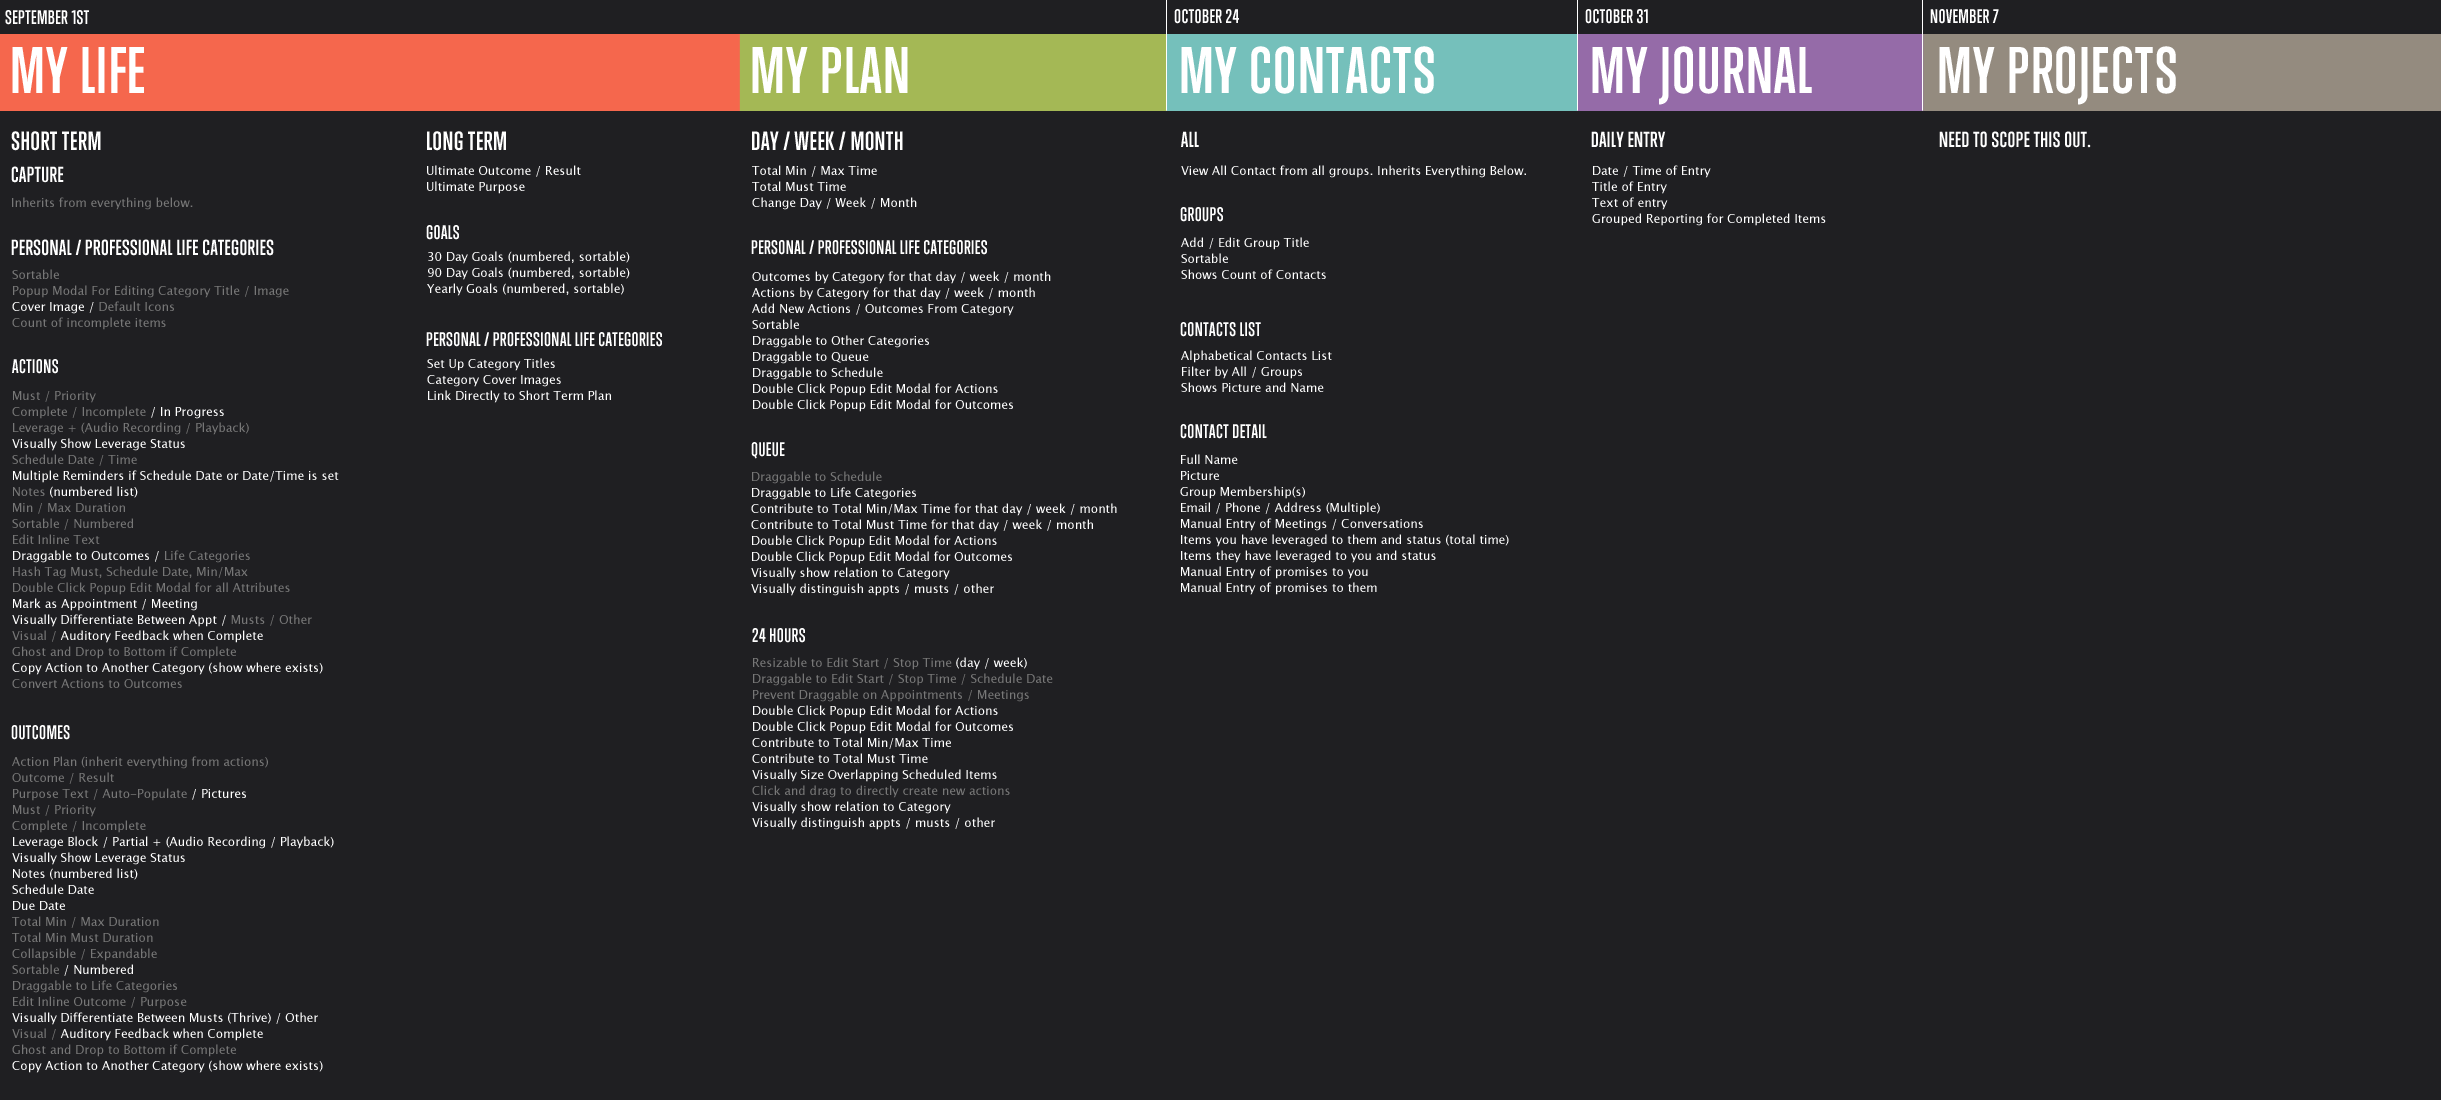 SEPTEMBER 1ST
MY LIFE
SHORT TERM
CAPTURE
Inherits from everything below.
PERSONAL / PROFESSIONAL LIFE CATEGORIES
Sortable
Popup Modal For Editing Category Title / Image
Cover Image / Default Icons
Count of incomplete items
ACTIONS
Must / Priority
Complete / Incomplete / In Progress
Leverage + (Audio Recording / Playback)
Visually Show Leverage Status
Schedule Date / Time
Multiple Reminders if Schedule Date or Date/Time is set
Notes (numbered list)
Min / Max Duration
Sortable / Numbered
Edit Inline Text
Draggable to Outcomes / Life Categories
Hash Tag Must, Schedule Date, Min/Max
Double Click Popup Edit Modal for all Attributes
Mark as Appointment / Meeting
Visually Differentiate Between Appt / Musts / Other
Visual / Auditory Feedback when Complete
Ghost and Drop to Bottom if Complete
Copy Action to Another Category (show where exists)
Convert Actions to Outcomes
OUTCOMES
Action Plan (inherit everything from actions)
Outcome / Result
Purpose Text / Auto-Populate / Pictures
Must / Priority
Complete / Incomplete
Leverage Block / Partial + (Audio Recording / Playback)
Visually Show Leverage Status
Notes (numbered list)
Schedule Date
Due Date
Total Min / Max Duration
Total Min Must Duration
Collapsible / Expandable
Sortable / Numbered
Draggable to Life Categories
Edit Inline Outcome / Purpose
Visually Differentiate Between Musts (Thrive) / Other
Visual / Auditory Feedback when Complete
Ghost and Drop to Bottom if Complete
Copy Action to Another Category (show where exists)
LONG TERM
Ultimate Outcome / Result
Ultimate Purpose
GOALS
30 Day Goals (numbered, sortable)
90 Day Goals (numbered, sortable)
Yearly Goals (numbered, sortable)
PERSONAL / PROFESSIONAL LIFE CATEGORIES
Set Up Category Titles
Category Cover Images
Link Directly to Short Term Plan
MY PLAN
DAY / WEEK / MONTH
Total Min / Max Time
Total Must Time
Change Day / Week / Month
PERSONAL / PROFESSIONAL LIFE CATEGORIES
Outcomes by Category for that day / week / month
Actions by Category for that day / week / month
Add New Actions / Outcomes From Category
Sortable
Draggable to Other Categories
Draggable to Queue
Draggable to Schedule
Double Click Popup Edit Modal for Actions
Double Click Popup Edit Modal for Outcomes
QUEUE
Draggable to Schedule
Draggable to Life Categories
Contribute to Total Min/Max Time for that day / week / month
Contribute to Total Must Time for that day / week / month
Double Click Popup Edit Modal for Actions
Double Click Popup Edit Modal for Outcomes
Visually show relation to Category
Visually distinguish appts / musts / other
24 HOURS
Resizable to Edit Start / Stop Time (day / week)
Draggable to Edit Start / Stop Time / Schedule Date
Prevent Draggable on Appointments / Meetings
Double Click Popup Edit Modal for Actions
Double Click Popup Edit Modal for Outcomes
Contribute to Total Min/Max Time
Contribute to Total Must Time
Visually Size Overlapping Scheduled Items
Click and drag to directly create new actions
Visually show relation to Category
Visually distinguish appts / musts / other
OCTOBER 24
MY CONTACTS
ALL
View All Contact from all groups. Inherits Everything Below.
GROUPS
Add / Edit Group Title
Sortable
Shows Count of Contacts
CONTACTS LIST
Alphabetical Contacts List
Filter by All / Groups
Shows Picture and Name
CONTACT DETAIL
Full Name
Picture
Group Membership(s)
Email / Phone / Address (Multiple)
Manual Entry of Meetings / Conversations
Items you have leveraged to them and status (total time)
Items they have leveraged to you and status
Manual Entry of promises to you
Manual Entry of promises to them
OCTOBER 31
MY JOURNAL
DAILY ENTRY
Date / Time of Entry
Title of Entry
Text of entry
Grouped Reporting for Completed Items
NOVEMBER 7
MY PROJECTS
NEED TO SCOPE THIS OUT.